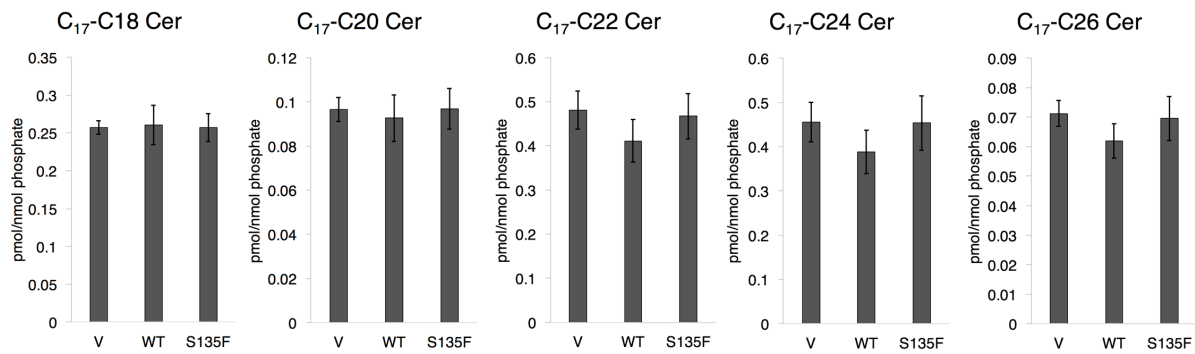 C17-C18 Cer
pmol/nmol phosphate
0.35
0.3
0.25
0.2
0.15
0.1
0.05
0
V WT S135F
C17-C20 Cer
pmol/nmol phosphate
0.12
0.1
0.08
0.06
0.04
0.02
0
V WT S135F
C17-C22 Cer
pmol/nmol phosphate
0.6
0.5
0.4
0.3
0.2
0.1
0
V WT S135F
C17-C24 Cer
pmol/nmol phosphate
0.6
0.5
0.4
0.3
0.2
0.1
0
V WT S135F
C17-C26 Cer
pmol/nmol phosphate
0.09
0.08
0.07
0.06
0.05
0.04
0.03
0.02
0.01
0
V WT S135F